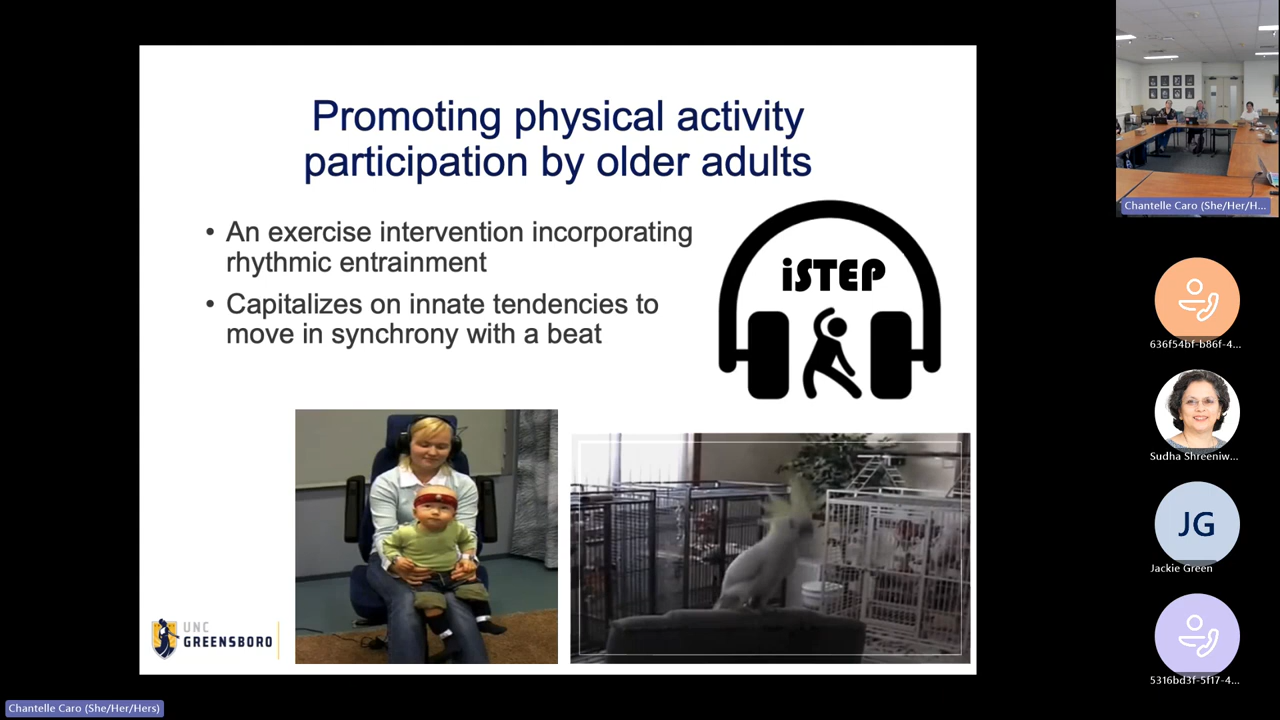 Promoting physical activity
participation by older adults
• An exercise intervention incorporating
rhythmic entrainment
• Capitalizes on innate tendencies to
move in synchrony with a beat
iSTEP
UNC
GREENSBORO
Chantelle Caro (She/Her/H...
636f54bf-b86f-4...
Sudha Shreeniw...
JG
Jackie Green
5316bd3f-5f17-4...
Chantelle Caro (She/Her/Hers)